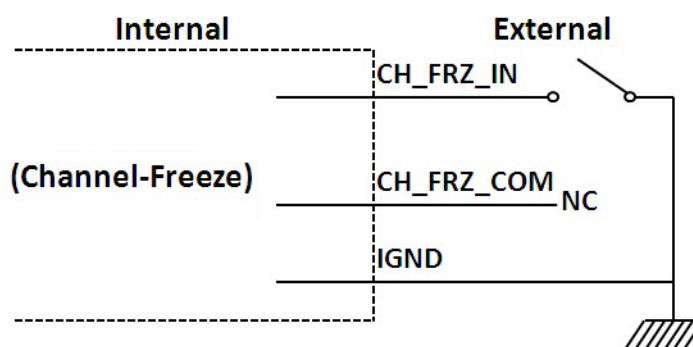 Internal
External
CH_FRZ_IN
(Channel-Freeze)
CH_FRZ_COM
NC
IGND